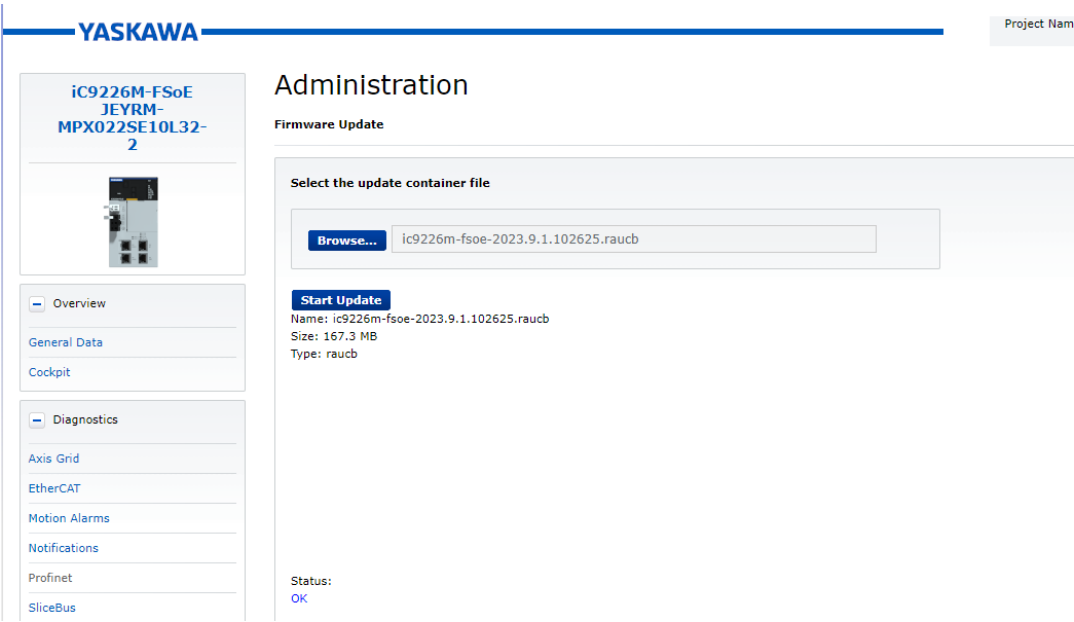 YASKAWA
Project Nam
iC9226M-FSoE
JEYRM-
MPX022SE10L32-
2
Overview
General Data
Cockpit
Diagnostics
Axis Grid
EtherCAT
Motion Alarms
Notifications
Profinet
SliceBus
Administration
Firmware Update
Select the update container file
Browse... ic9226m-fsoe-2023.9.1.102625.raucb
Start Update
Name: ic9226m-fsoe-2023.9.1.102625.raucb
Size: 167.3 MB
Type: raucb
Status:
OK